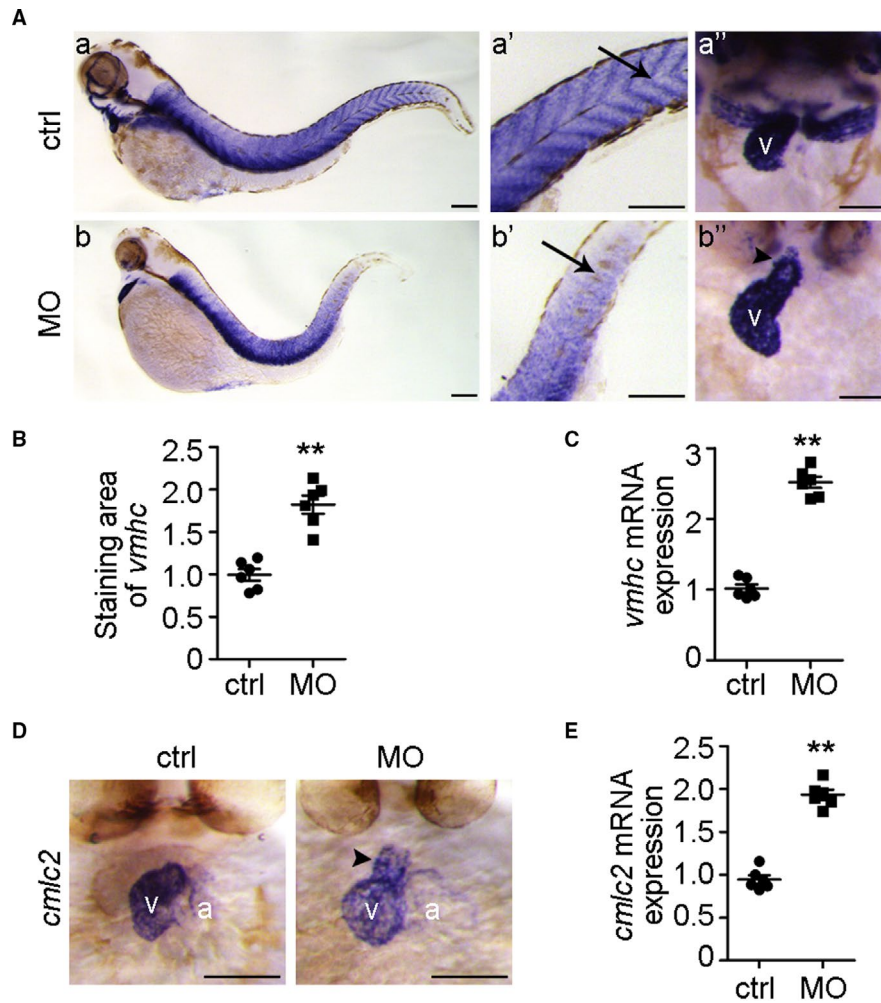 A
ctrl
a
a'
a''
v
MO
b
b'
b''
v
B
Staining area
of vmhc
2.5
2.0
1.5
1.0
0.5
0
**
ctrl MO
C
vmhc mRNA
expression
3
2
1
0
**
ctrl MO
D
ctrl MO
cmlc2
v
a
v
a
E
cmlc2 mRNA
expression
2.5
2.0
1.5
1.0
0.5
0
**
ctrl MO